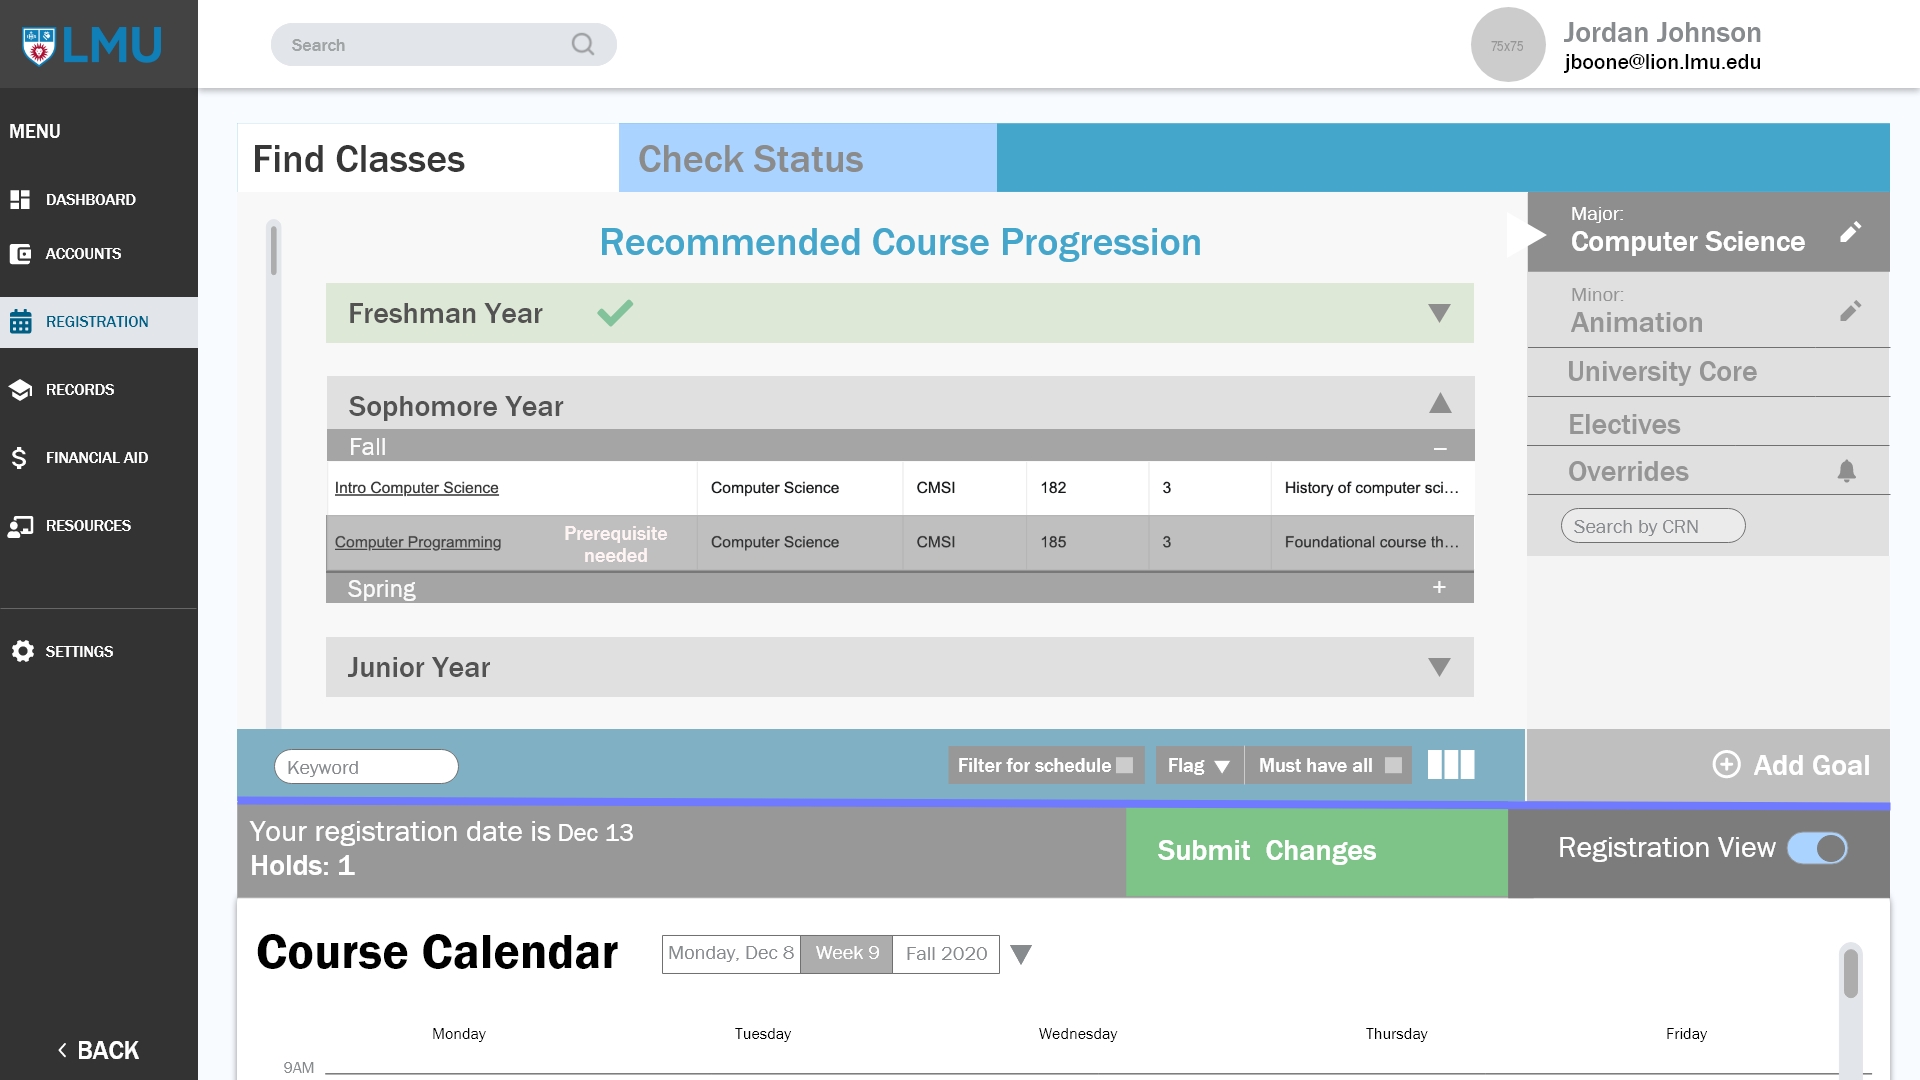 LMU
Search
75x75
Jordan Johnson
jboone@lion.lmu.edu
MENU
DASHBOARD
ACCOUNTS
REGISTRATION
RECORDS
FINANCIAL AID
RESOURCES
SETTINGS
< BACK
Find Classes
Check Status
Recommended Course Progression
Freshman Year
Sophomore Year
Fall –
Intro Computer Science Computer Science CMSI 182 3 History of computer sci...
Computer Programming Prerequisite needed Computer Science CMSI 185 3 Foundational course th...
Spring +
Junior Year
Major:
Computer Science
Minor:
Animation
University Core
Electives
Overrides
Search by CRN
Keyword
Filter for schedule
Flag
Must have all
Add Goal
Your registration date is Dec 13
Holds: 1
Submit Changes
Registration View
Course Calendar
Monday, Dec 8 Week 9 Fall 2020
Monday Tuesday Wednesday Thursday Friday
9AM